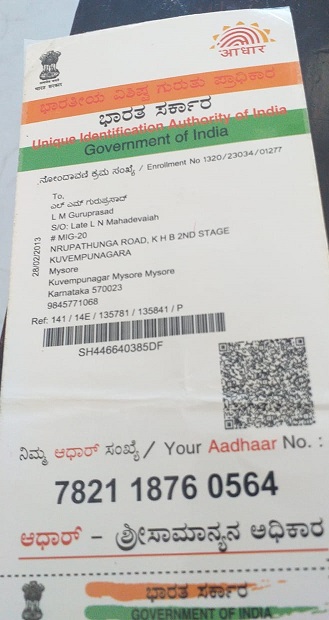 भारत सरकार
आधार
ಭಾರತೀಯ ವಿಶಿಷ್ಟ ಗುರುತು ಪ್ರಾಧಿಕಾರ
ಭಾರತ ಸರ್ಕಾರ
Unique Identification Authority of India
Government of India
ನೋಂದಾವಣಿ ಕ್ರಮ ಸಂಖ್ಯೆ / Enrollment No 1320/23034/01277
28/02/2013
To,
ಎಲ್ ಎಮ್ ಗುರುಪ್ರಸಾದ್
L M Guruprasad
S/O: Late L N Mahadevaiah
# MIG-20
NRUPATHUNGA ROAD, K H B 2ND STAGE
KUVEMPUNAGARA
Mysore
Kuvempunagar Mysore Mysore
Karnataka 570023
9845771068
Ref: 141 / 14E / 135781 / 135841 / P
SH446640385DF
ನಿಮ್ಮ ಆಧಾರ್ ಸಂಖ್ಯೆ / Your Aadhaar No. :
7821 1876 0564
ಆಧಾರ್ - ಶ್ರೀಸಾಮಾನ್ಯನ ಅಧಿಕಾರ
ಭಾರತ ಸರ್ಕಾರ
GOVERNMENT OF INDIA